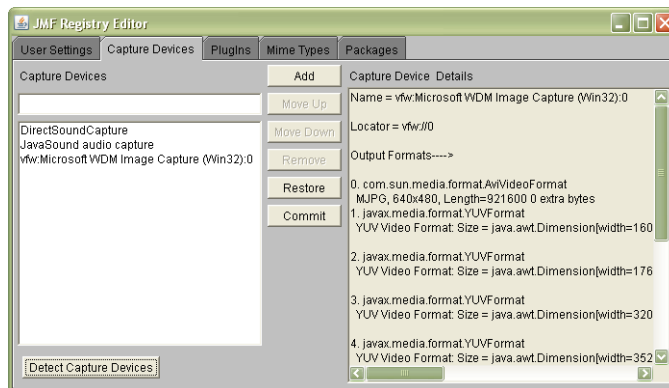 JMF Registry Editor
User Settings
Capture Devices
PlugIns
Mime Types
Packages
Capture Devices
DirectSoundCapture
JavaSound audio capture
vfw:Microsoft WDM Image Capture (Win32):0
Detect Capture Devices
Add
Move Up
Move Down
Remove
Restore
Commit
Capture Device Details
Name = vfw:Microsoft WDM Image Capture (Win32):0
Locator = vfw://0
Output Formats---->
0. com.sun.media.format.AviVideoFormat
MJPG, 640x480, Length=921600 0 extra bytes
1. javax.media.format.YUVFormat
YUV Video Format: Size = java.awt.Dimension[width=160
2. javax.media.format.YUVFormat
YUV Video Format: Size = java.awt.Dimension[width=176
3. javax.media.format.YUVFormat
YUV Video Format: Size = java.awt.Dimension[width=320
4. javax.media.format.YUVFormat
YUV Video Format: Size = java.awt.Dimension[width=352